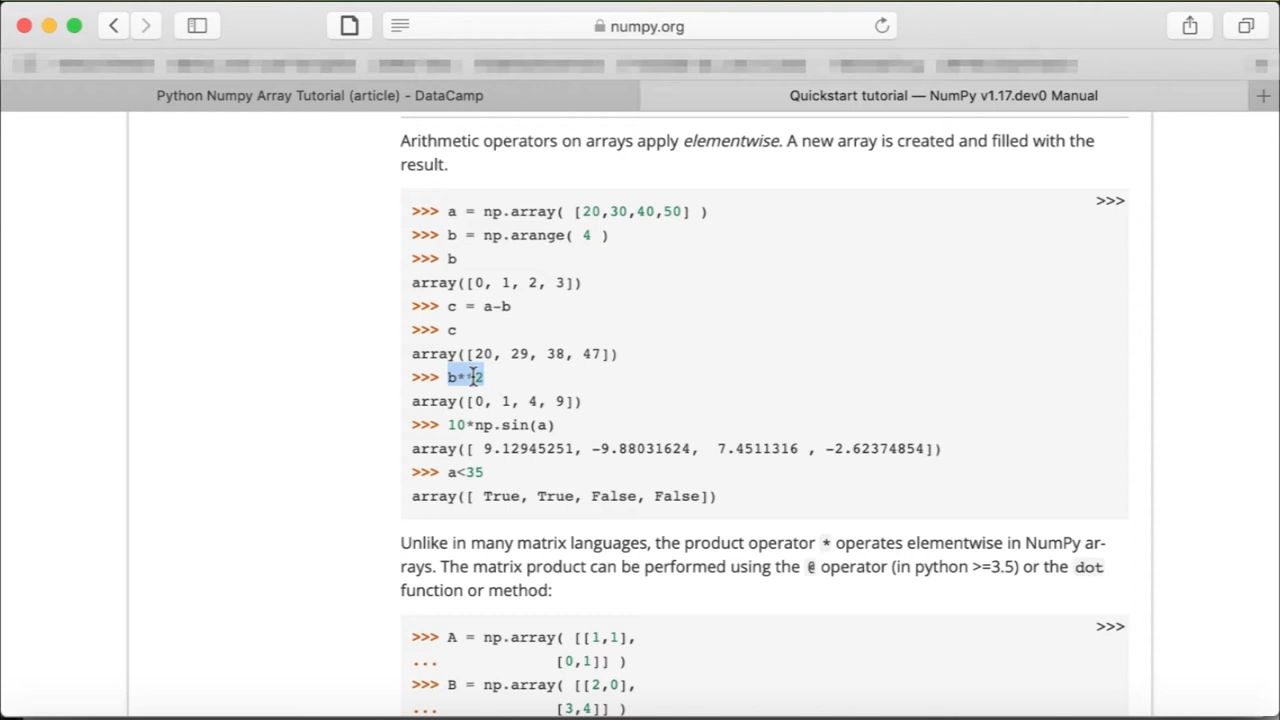 numpy.org
Python Numpy Array Tutorial (article) - DataCamp
Quickstart tutorial — NumPy v1.17.dev0 Manual
Arithmetic operators on arrays apply elementwise. A new array is created and filled with the
result.
>>>
>>> a = np.array( [20,30,40,50] )
>>> b = np.arange( 4 )
>>> b
array([0, 1, 2, 3])
>>> c = a-b
>>> c
array([20, 29, 38, 47])
>>> b**2
array([0, 1, 4, 9])
>>> 10*np.sin(a)
array([ 9.12945251, -9.88031624,  7.4511316 , -2.62374854])
>>> a<35
array([ True, True, False, False])
Unlike in many matrix languages, the product operator * operates elementwise in NumPy ar-
rays. The matrix product can be performed using the @ operator (in python >=3.5) or the dot
function or method:
>>>
>>> A = np.array( [[1,1],
...             [0,1]] )
>>> B = np.array( [[2,0],
...             [3,4]] )